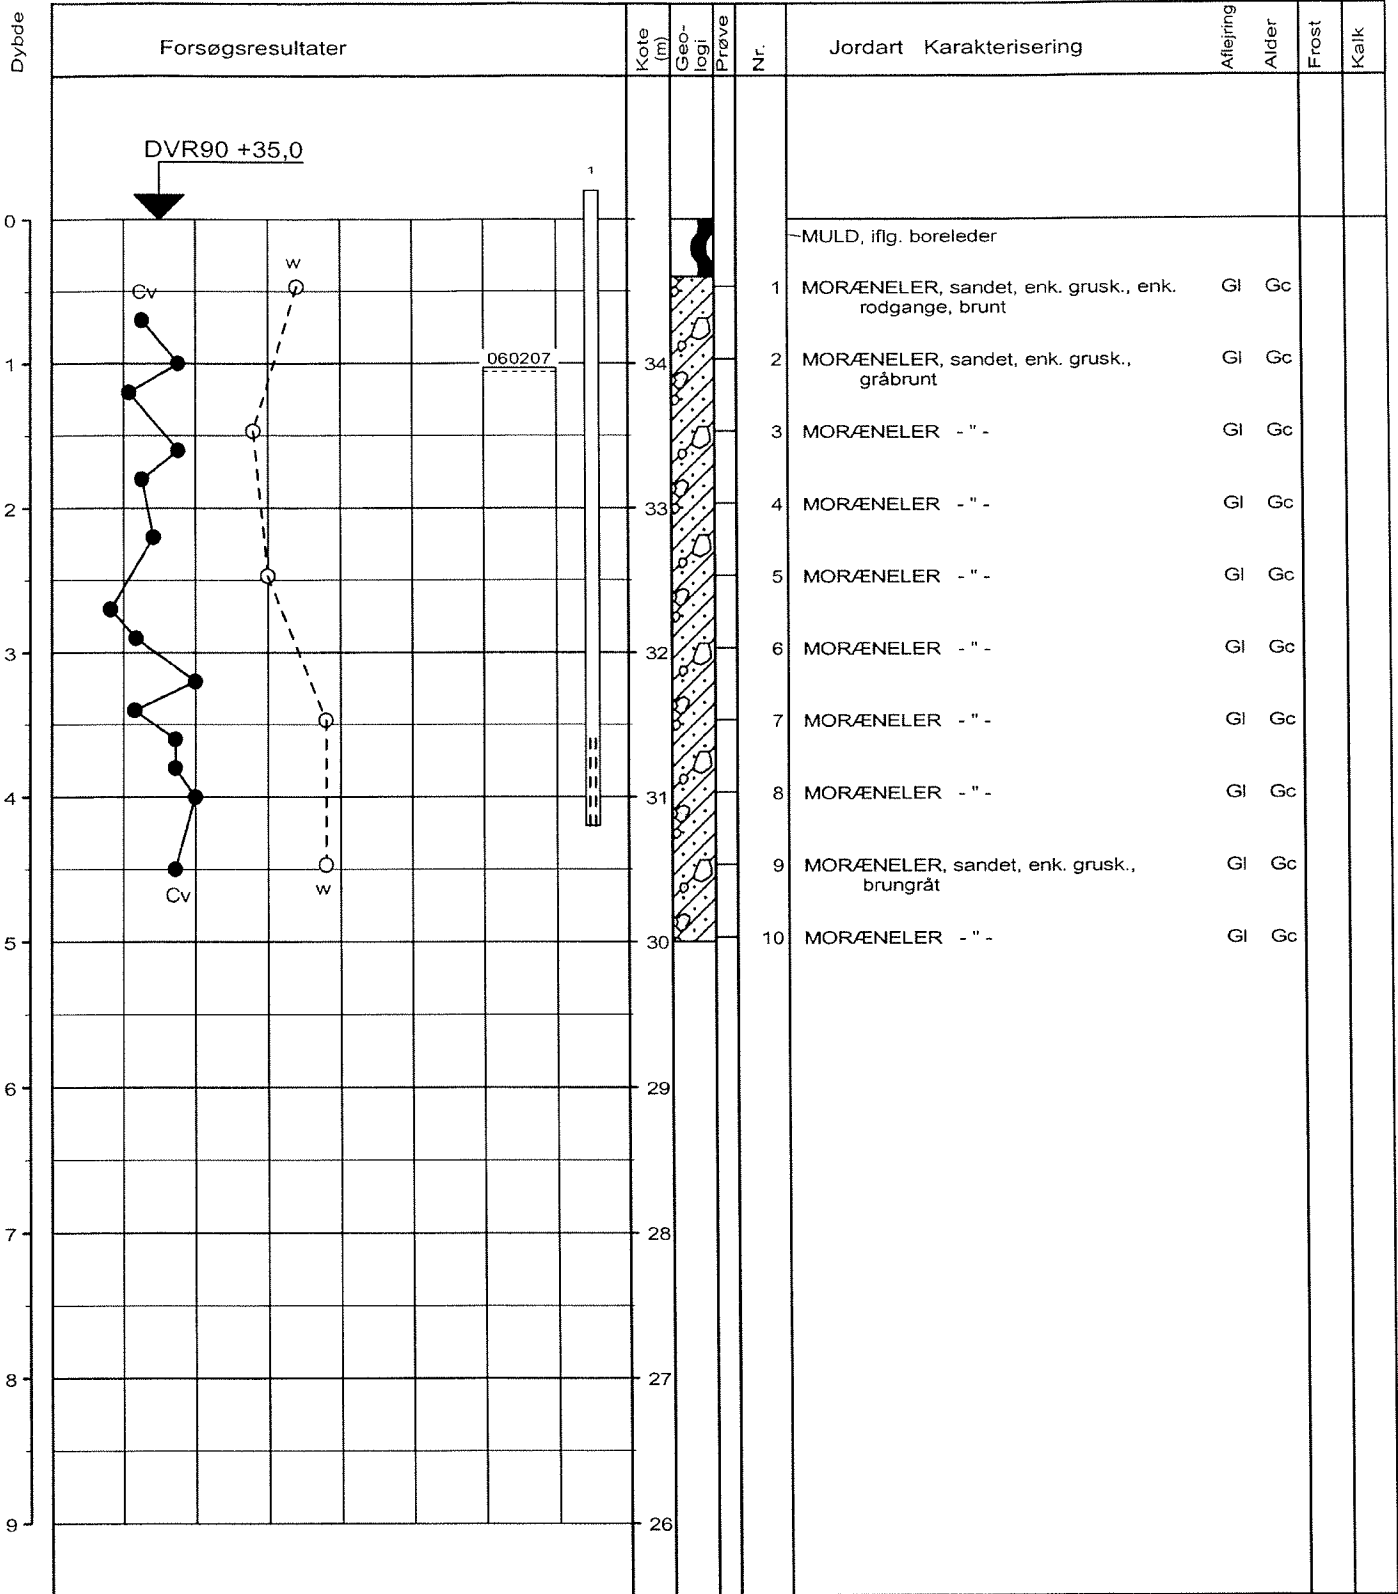 Dybde
Forsøgsresultater
Kote (m)
Geo-
logi
Prøve
Nr.
Jordart Karakterisering
Aflejring
Alder
Frost
Kalk
DVR90 +35,0
1
0
MULD, iflg. boreleder
w
Cv
1 MORÆNELER, sandet, enk. grusk., enk. Gl Gc
rodgange, brunt
060207
1
34
2 MORÆNELER, sandet, enk. grusk., Gl Gc
gråbrunt
3 MORÆNELER - " - Gl Gc
2
33
4 MORÆNELER - " - Gl Gc
5 MORÆNELER - " - Gl Gc
3
32
6 MORÆNELER - " - Gl Gc
7 MORÆNELER - " - Gl Gc
4
31
8 MORÆNELER - " - Gl Gc
9 MORÆNELER, sandet, enk. grusk., Gl Gc
brungråt
Cv
w
5
30
10 MORÆNELER - " - Gl Gc
6
29
7
28
8
27
9
26